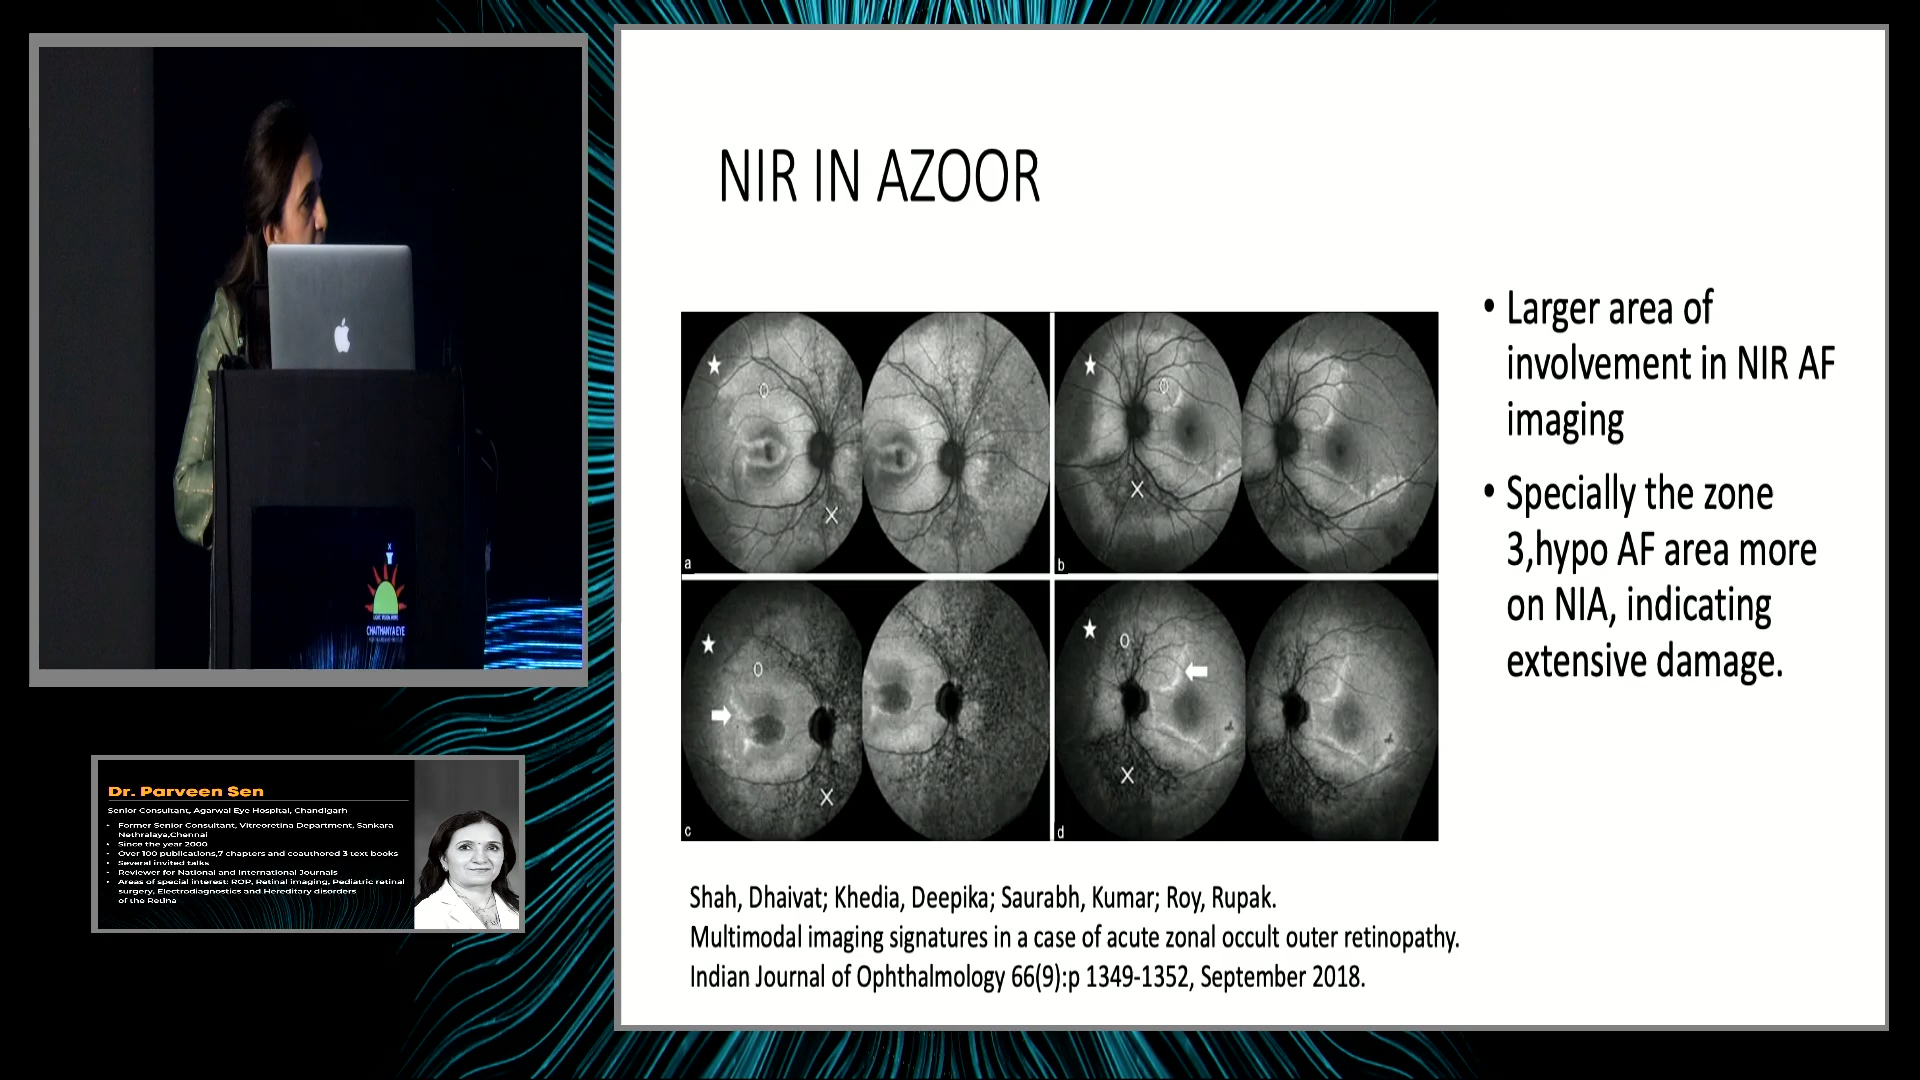 NIR IN AZOOR
a
b
c
d
• Larger area of
involvement in NIR AF
imaging
• Specially the zone
3,hypo AF area more
on NIA, indicating
extensive damage.
Shah, Dhaivat; Khedia, Deepika; Saurabh, Kumar; Roy, Rupak.
Multimodal imaging signatures in a case of acute zonal occult outer retinopathy.
Indian Journal of Ophthalmology 66(9):p 1349-1352, September 2018.
CHAITHANYA EYE
Dr. Parveen Sen
Senior Consultant, Agarwal Eye Hospital, Chandigarh
• Former Senior Consultant, Vitreoretina Department, Sankara
Nethralaya,Chennai
• Since the year 2000
• Over 100 publications,7 chapters and coauthored 3 text books
• Several invited talks
• Reviewer for National and International Journals
• Areas of special interest: ROP, Retinal imaging, Pediatric retinal
surgery, Electrodiagnostics and Hereditary disorders
of the Retina